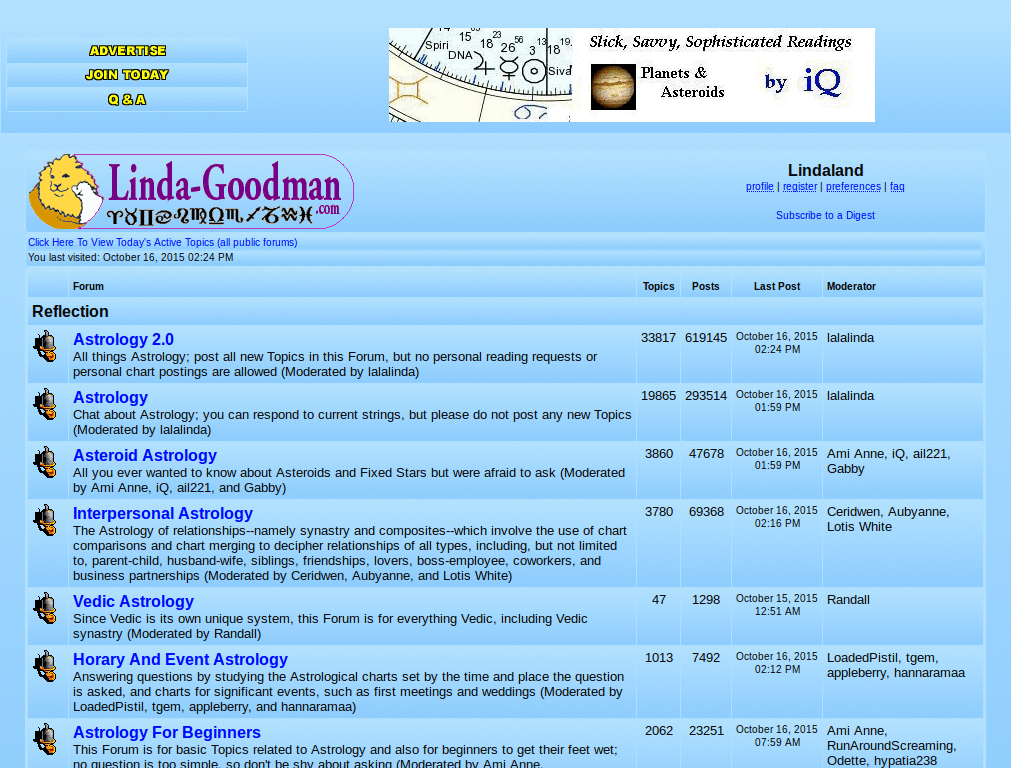 ADVERTISE
JOIN TODAY
Q & A
Spiri
DNA
15
18
23
26
56
3
13
18
19.
Siva
Slick, Savvy, Sophisticated Readings
Planets &
Asteroids
by iQ
Linda-Goodman
.com
Lindaland
profile | register | preferences | faq
Subscribe to a Digest
Click Here To View Today's Active Topics (all public forums)
You last visited: October 16, 2015 02:24 PM
Forum Topics Posts Last Post Moderator
Reflection
Astrology 2.0
All things Astrology; post all new Topics in this Forum, but no personal reading requests or
personal chart postings are allowed (Moderated by lalalinda)
33817 619145 October 16, 2015
02:24 PM
lalalinda
Astrology
Chat about Astrology; you can respond to current strings, but please do not post any new Topics
(Moderated by lalalinda)
19865 293514 October 16, 2015
01:59 PM
lalalinda
Asteroid Astrology
All you ever wanted to know about Asteroids and Fixed Stars but were afraid to ask (Moderated
by Ami Anne, iQ, ail221, and Gabby)
3860 47678 October 16, 2015
01:59 PM
Ami Anne, iQ, ail221,
Gabby
Interpersonal Astrology
The Astrology of relationships--namely synastry and composites--which involve the use of chart
comparisons and chart merging to decipher relationships of all types, including, but not limited
to, parent-child, husband-wife, siblings, friendships, lovers, boss-employee, coworkers, and
business partnerships (Moderated by Ceridwen, Aubyanne, and Lotis White)
3780 69368 October 16, 2015
02:16 PM
Ceridwen, Aubyanne,
Lotis White
Vedic Astrology
Since Vedic is its own unique system, this Forum is for everything Vedic, including Vedic
synastry (Moderated by Randall)
47 1298 October 15, 2015
12:51 AM
Randall
Horary And Event Astrology
Answering questions by studying the Astrological charts set by the time and place the question
is asked, and charts for significant events, such as first meetings and weddings (Moderated by
LoadedPistil, tgem, appleberry, and hannaramaa)
1013 7492 October 16, 2015
02:12 PM
LoadedPistil, tgem,
appleberry, hannaramaa
Astrology For Beginners
This Forum is for basic Topics related to Astrology and also for beginners to get their feet wet;
no question is too simple, so don't be shy about asking (Moderated by Ami Anne,
2062 23251 October 16, 2015
07:59 AM
Ami Anne,
RunAroundScreaming,
Odette, hypatia238